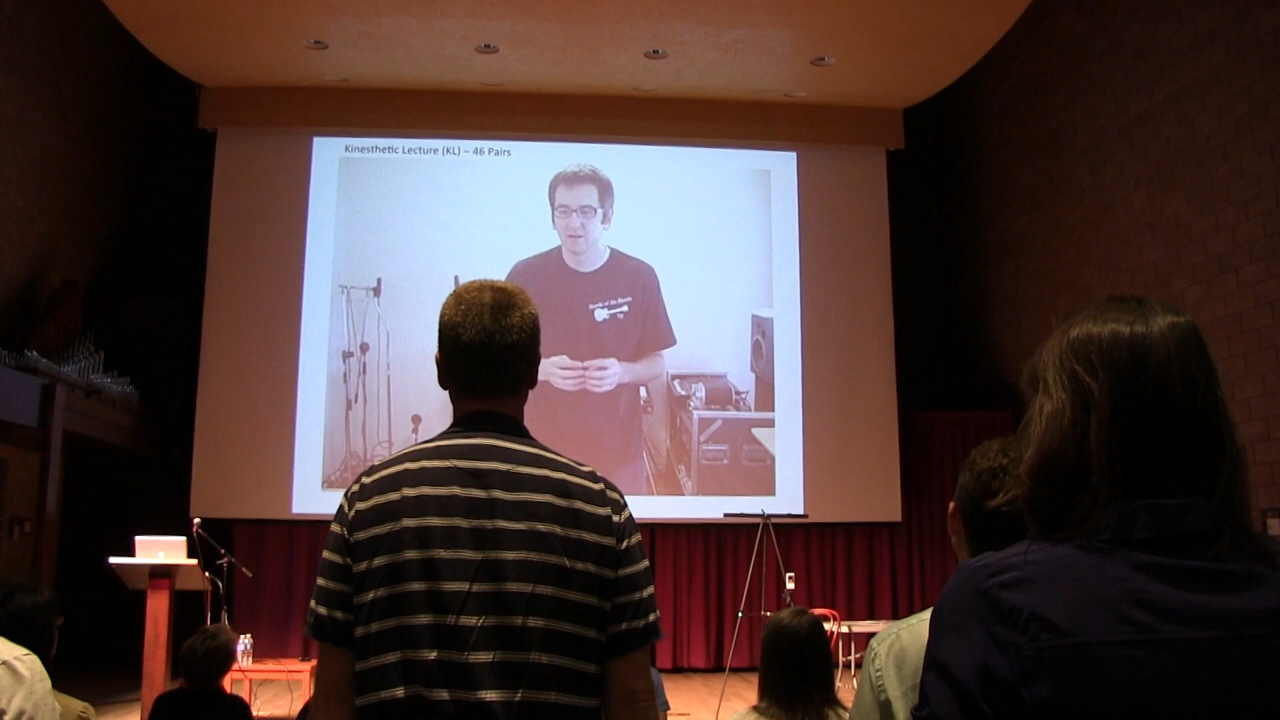 Kinesthetic Lecture (KL) – 46 Pairs